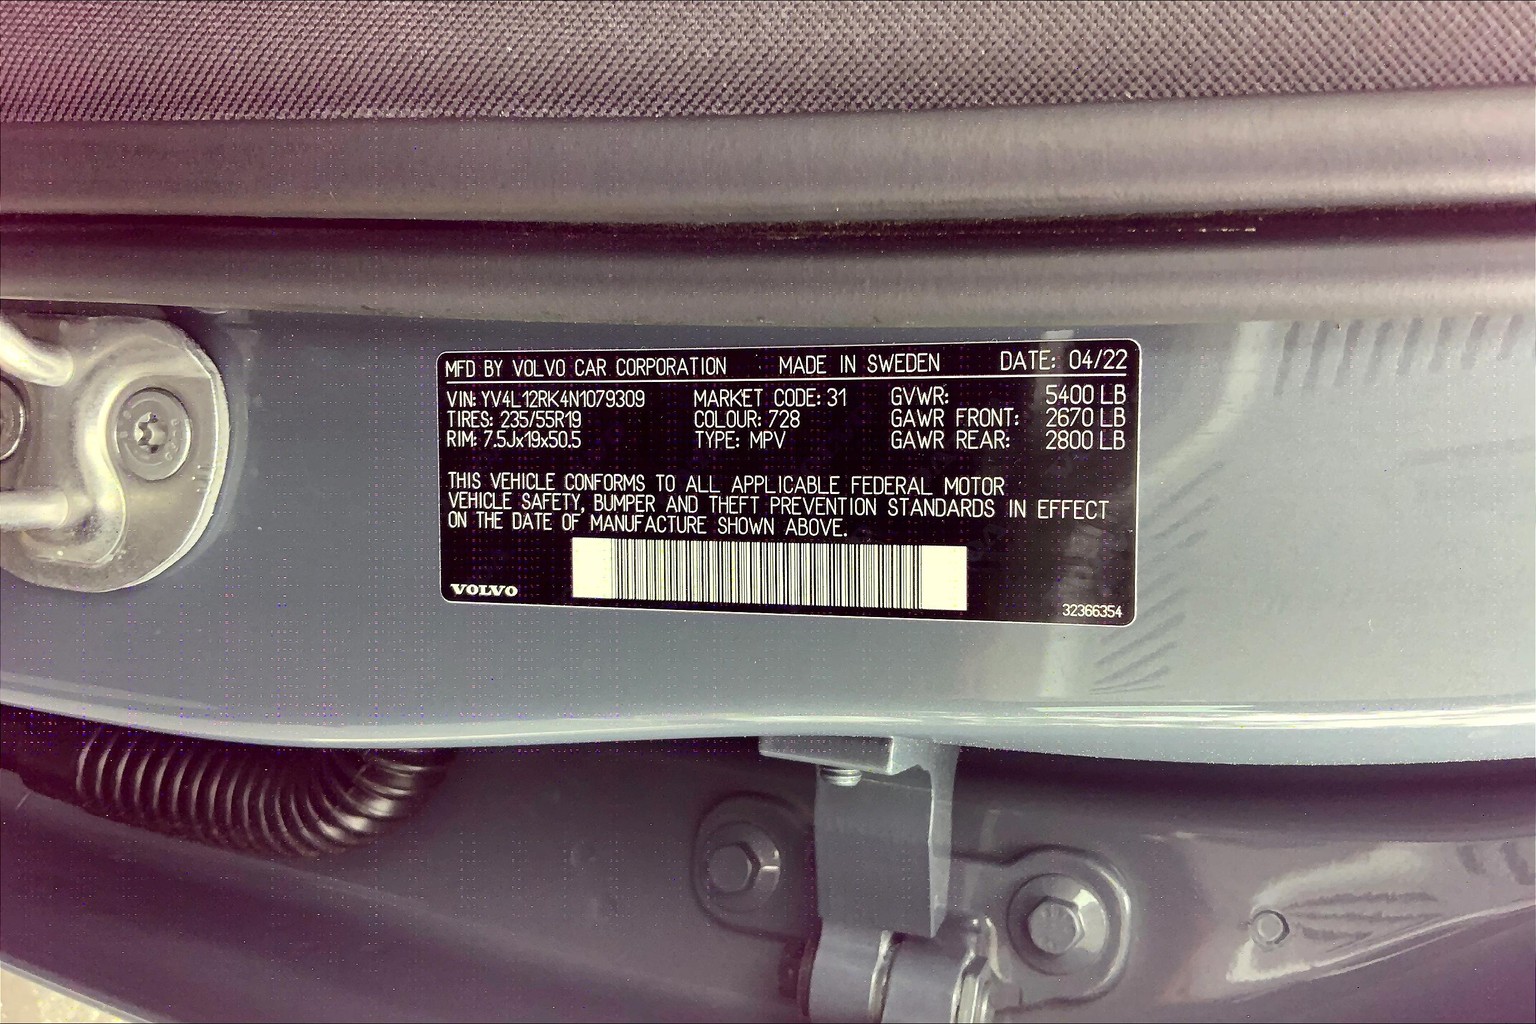 MFD BY VOLVO CAR CORPORATION MADE IN SWEDEN DATE: 04/22
VIN: YV4L12RK4N1079309 MARKET CODE: 31 GVWR: 5400 LB
TIRES: 235/55R19 COLOUR: 728 GAWR FRONT: 2670 LB
RIM: 7.5Jx19x50.5 TYPE: MPV GAWR REAR: 2800 LB
THIS VEHICLE CONFORMS TO ALL APPLICABLE FEDERAL MOTOR
VEHICLE SAFETY, BUMPER AND THEFT PREVENTION STANDARDS IN EFFECT
ON THE DATE OF MANUFACTURE SHOWN ABOVE.
VOLVO 32366354